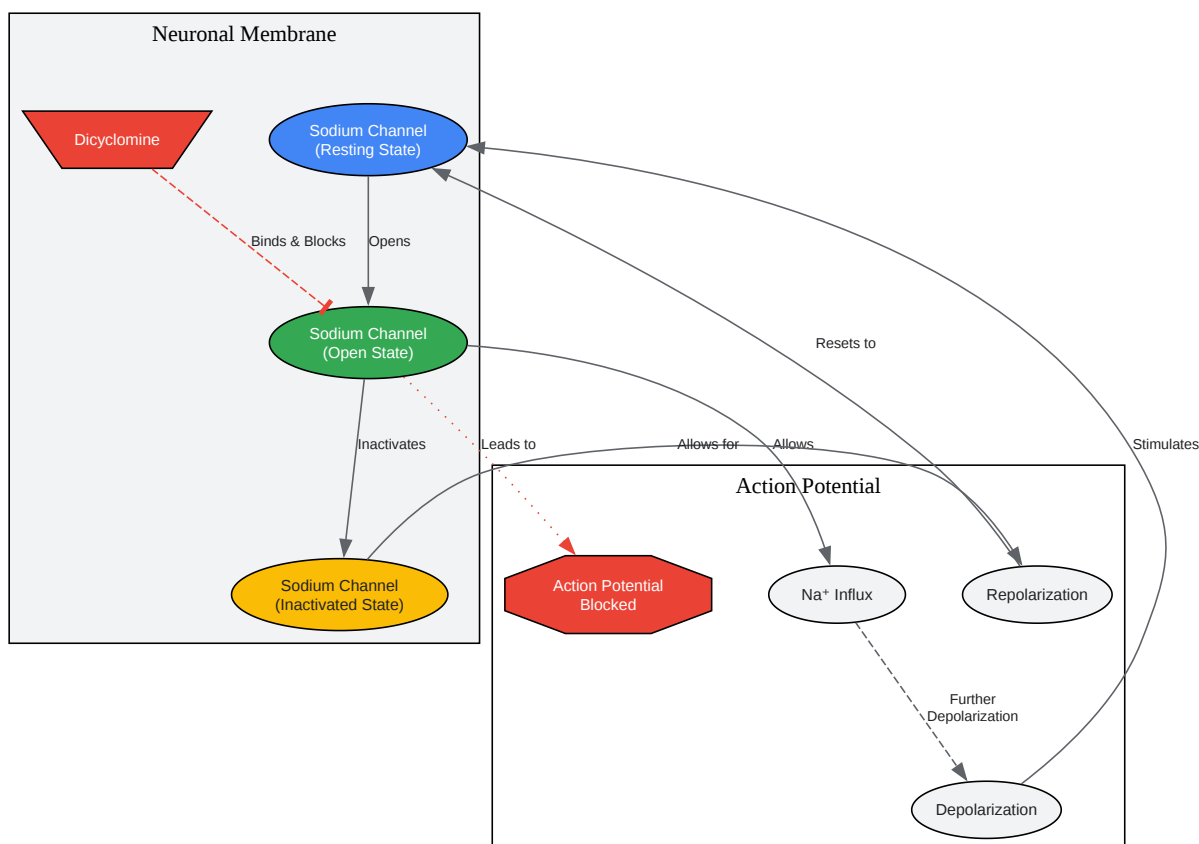 Neuronal Membrane
Dicyclomine
Sodium Channel
(Resting State)
Binds & Blocks
Opens
Sodium Channel
(Open State)
Resets to
Inactivates
Leads to
Allows for
Allows
Stimulates
Action Potential
Sodium Channel
(Inactivated State)
Action Potential
Blocked
Na⁺ Influx
Repolarization
Further
Depolarization
Depolarization